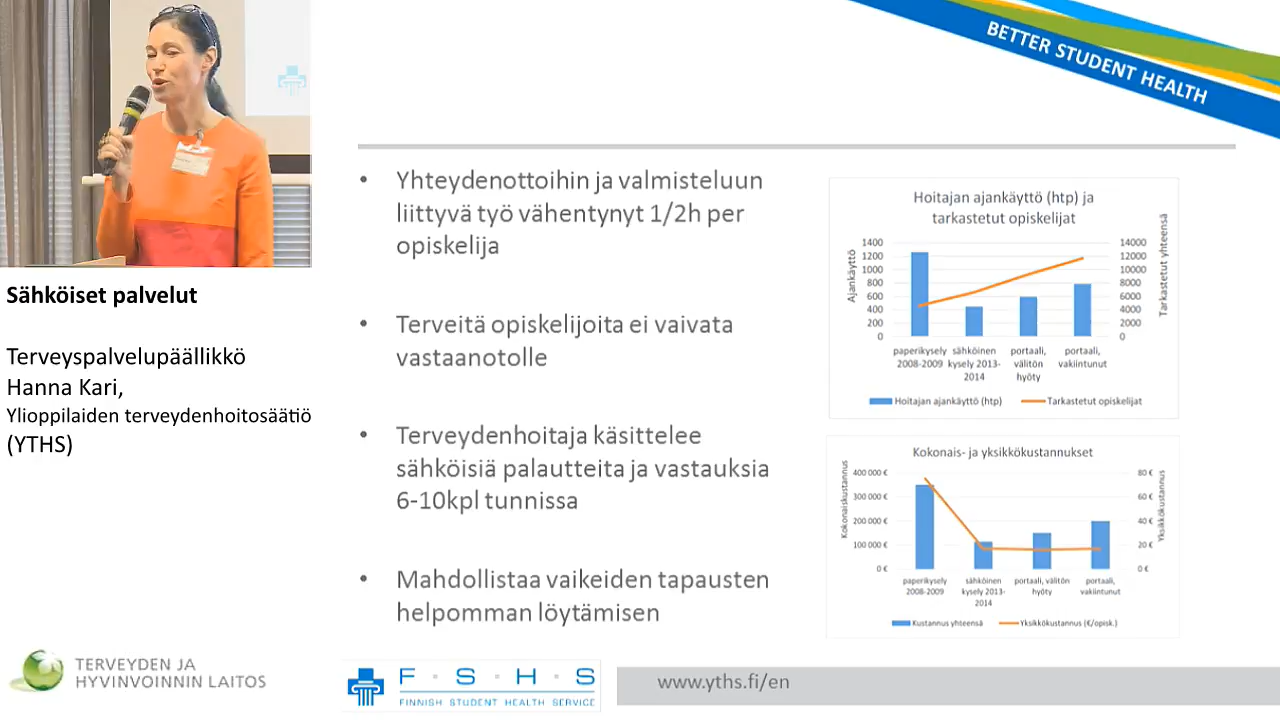 BETTER STUDENT HEALTH
Sähköiset palvelut
Terveyspalvelupäällikkö
Hanna Kari,
Ylioppilaiden terveydenhoitosäätiö
(YTHS)
• Yhteydenottoihin ja valmisteluun
liittyvä työ vähentynyt 1/2h per
opiskelija
• Terveitä opiskelijoita ei vaivata
vastaanotolle
• Terveydenhoitaja käsittelee
sähköisiä palautteita ja vastauksia
6-10kpl tunnissa
• Mahdollistaa vaikeiden tapausten
helpomman löytämisen
Hoitajan ajankäyttö (htp) ja
tarkastetut opiskelijat
Ajankäyttö
1400
1200
1000
800
600
400
200
0
14000
12000
10000
8000
6000
4000
2000
0
Tarkastetut yhteensä
paperikysely
2008-2009
sähköinen
kysely 2013-
2014
portaali,
välitön
hyöty
portaali,
vakiintunut
Hoitajan ajankäyttö (htp)
Tarkastetut opiskelijat
Kokonais- ja yksikkökustannukset
Kokonaiskustannus
400 000 €
300 000 €
200 000 €
100 000 €
0 €
80 €
60 €
40 €
20 €
0 €
Yksikkökustannus
paperikysely
2008-2009
sähköinen
kysely 2013-
2014
portaali, välitön
hyöty
portaali,
vakiintunut
Kustannus yhteensä
Yksikkökustannus (€/opisk.)
TERVEYDEN JA
HYVINVOINNIN LAITOS
F · S · H · S
FINNISH STUDENT HEALTH SERVICE
www.yths.fi/en